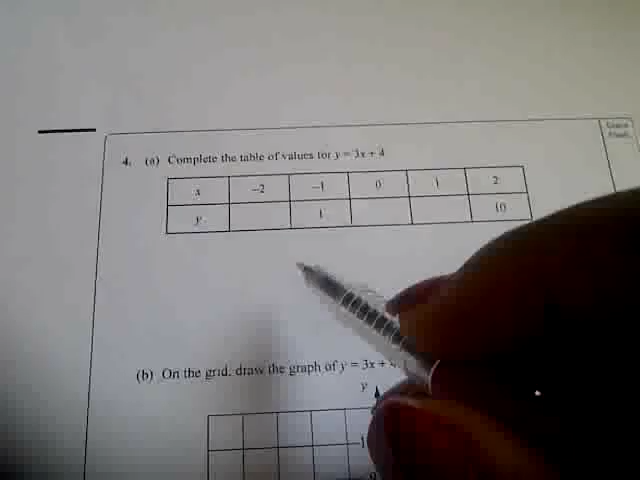 4. (a) Complete the table of values for y = 3x + 4
x -2 -1 0 1 2
y 1 10
(b) On the grid, draw the graph of y = 3x +
y